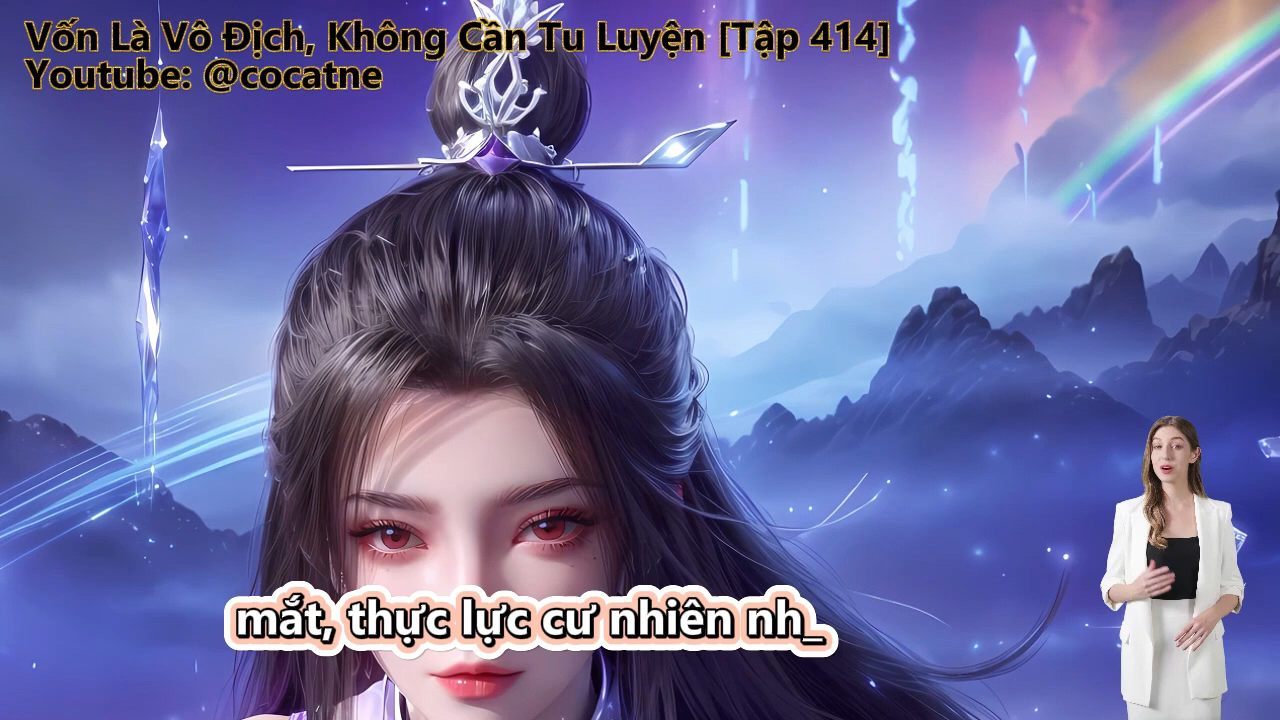 Vốn Là Vô Địch, Không Cần Tu Luyện [Tập 414]
Youtube: @cocatne
mắt, thực lực cư nhiên nh_